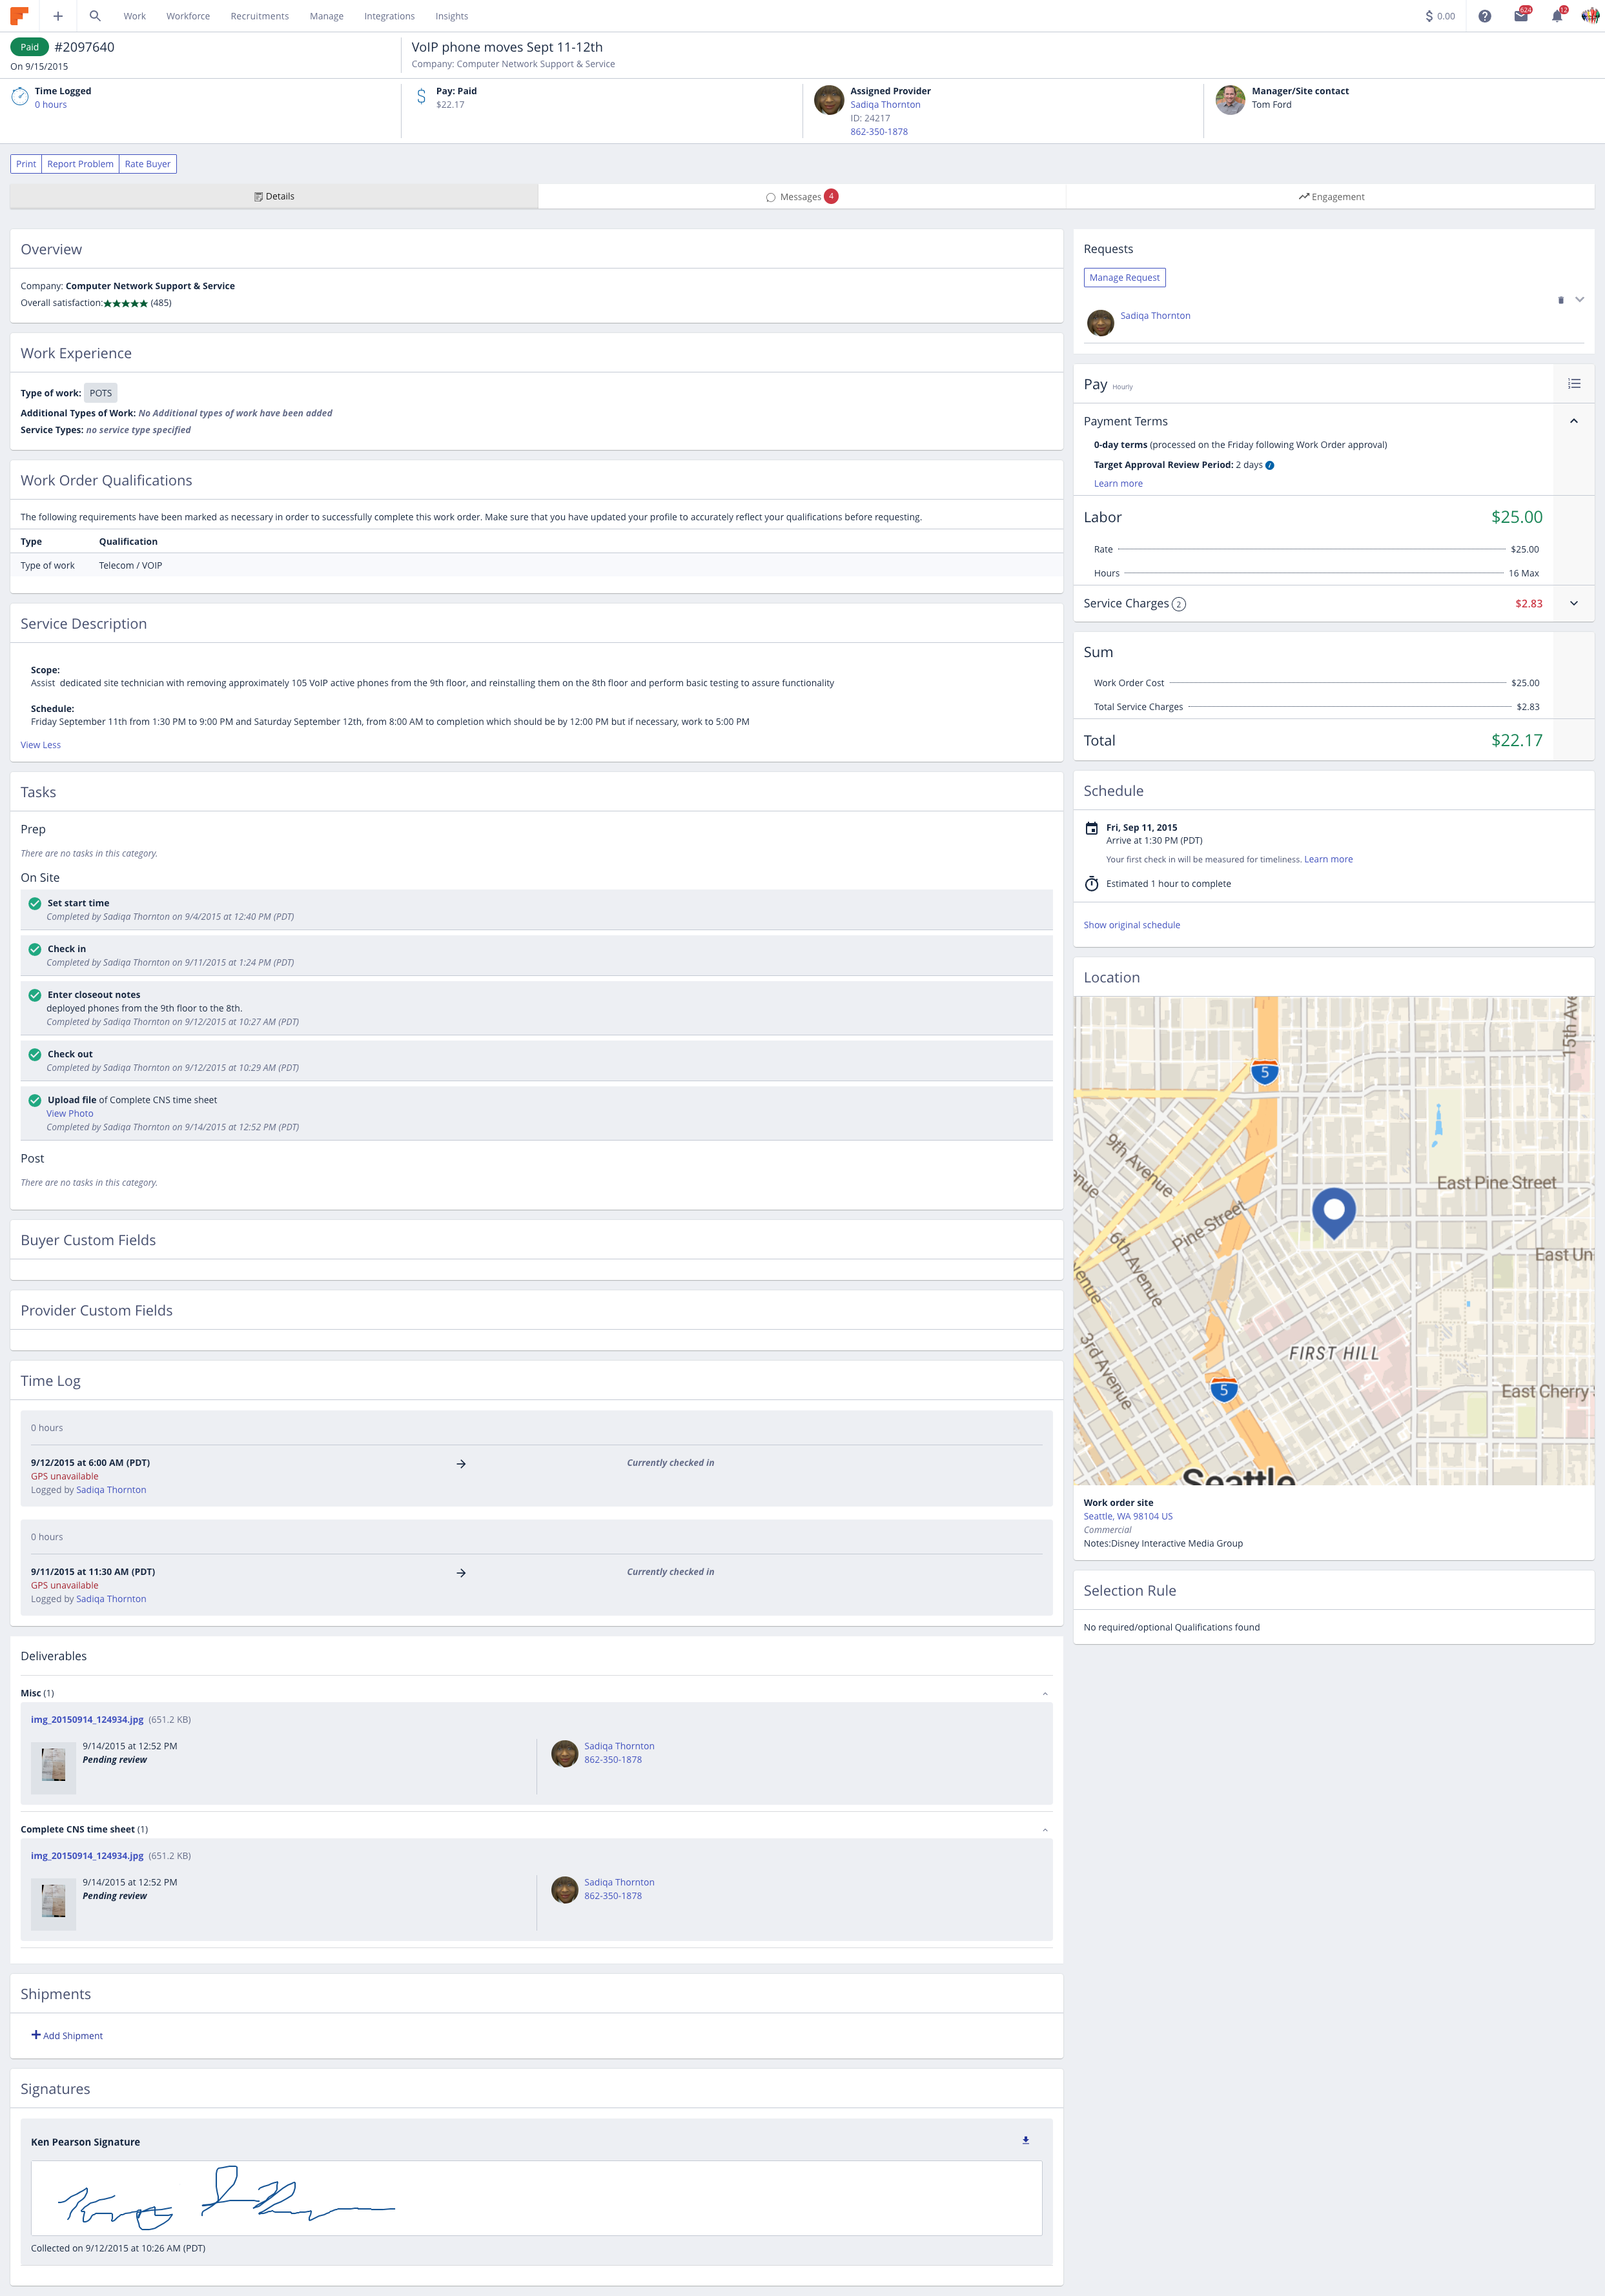 Work Workforce Recruitments Manage Integrations Insights $ 0.00 624 12
Paid #2097640
On 9/15/2015
VoIP phone moves Sept 11-12th
Company: Computer Network Support & Service
Time Logged
0 hours
Pay: Paid
$22.17
Assigned Provider
Sadiqa Thornton
ID: 24217
862-350-1878
Manager/Site contact
Tom Ford
Print Report Problem Rate Buyer
Details Messages 4 Engagement
Overview
Company: Computer Network Support & Service
Overall satisfaction:★★★★★ (485)
Work Experience
Type of work: POTS
Additional Types of Work: No Additional types of work have been added
Service Types: no service type specified
Work Order Qualifications
The following requirements have been marked as necessary in order to successfully complete this work order. Make sure that you have updated your profile to accurately reflect your qualifications before requesting.
Type Qualification
Type of work Telecom / VOIP
Service Description
Scope:
Assist dedicated site technician with removing approximately 105 VoIP active phones from the 9th floor, and reinstalling them on the 8th floor and perform basic testing to assure functionality
Schedule:
Friday September 11th from 1:30 PM to 9:00 PM and Saturday September 12th, from 8:00 AM to completion which should be by 12:00 PM but if necessary, work to 5:00 PM
View Less
Tasks
Prep
There are no tasks in this category.
On Site
Set start time
Completed by Sadiqa Thornton on 9/4/2015 at 12:40 PM (PDT)
Check in
Completed by Sadiqa Thornton on 9/11/2015 at 1:24 PM (PDT)
Enter closeout notes
deployed phones from the 9th floor to the 8th.
Completed by Sadiqa Thornton on 9/12/2015 at 10:27 AM (PDT)
Check out
Completed by Sadiqa Thornton on 9/12/2015 at 10:29 AM (PDT)
Upload file of Complete CNS time sheet
View Photo
Completed by Sadiqa Thornton on 9/14/2015 at 12:52 PM (PDT)
Post
There are no tasks in this category.
Buyer Custom Fields
Provider Custom Fields
Time Log
0 hours
9/12/2015 at 6:00 AM (PDT) Currently checked in
GPS unavailable
Logged by Sadiqa Thornton
0 hours
9/11/2015 at 11:30 AM (PDT) Currently checked in
GPS unavailable
Logged by Sadiqa Thornton
Deliverables
Misc (1)
img_20150914_124934.jpg (651.2 KB)
9/14/2015 at 12:52 PM
Pending review
Sadiqa Thornton
862-350-1878
Complete CNS time sheet (1)
img_20150914_124934.jpg (651.2 KB)
9/14/2015 at 12:52 PM
Pending review
Sadiqa Thornton
862-350-1878
Shipments
Add Shipment
Signatures
Ken Pearson Signature
Collected on 9/12/2015 at 10:26 AM (PDT)
Requests
Manage Request
Sadiqa Thornton
Pay Hourly
Payment Terms
0-day terms (processed on the Friday following Work Order approval)
Target Approval Review Period: 2 days
Learn more
Labor $25.00
Rate $25.00
Hours 16 Max
Service Charges 2 $2.83
Sum
Work Order Cost $25.00
Total Service Charges $2.83
Total $22.17
Schedule
Fri, Sep 11, 2015
Arrive at 1:30 PM (PDT)
Your first check in will be measured for timeliness. Learn more
Estimated 1 hour to complete
Show original schedule
Location
15th Ave
5
9th Avenue
East Pine Street
Pine Street
6th Avenue
East Un
3rd Avenue
FIRST HILL
5
East Cherry S
Seattle
Work order site
Seattle, WA 98104 US
Commercial
Notes:Disney Interactive Media Group
Selection Rule
No required/optional Qualifications found